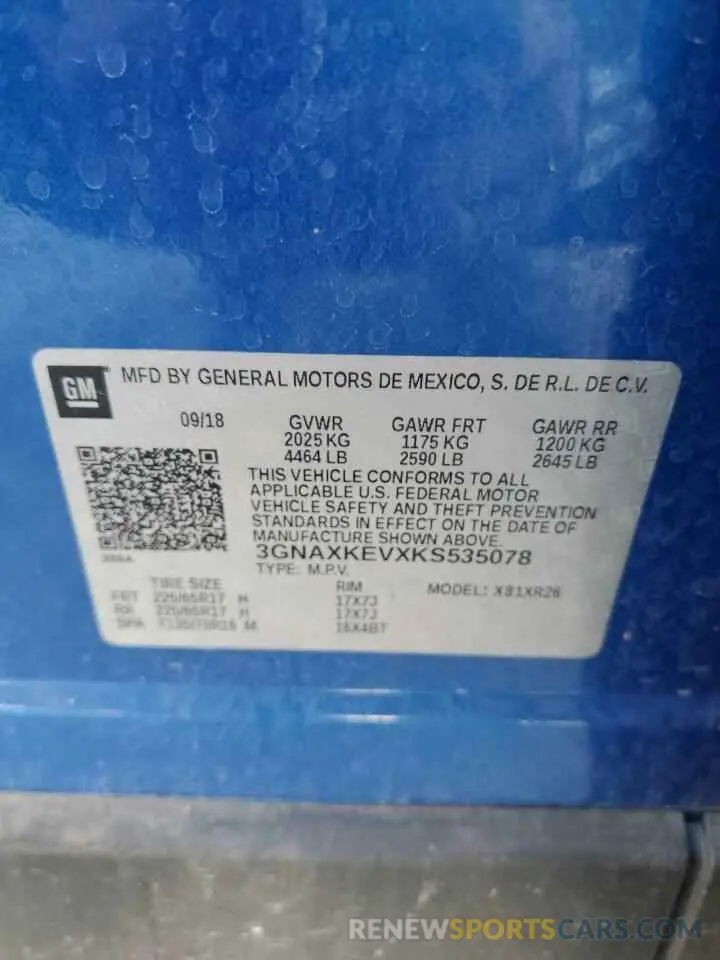 GM
MFD BY GENERAL MOTORS DE MEXICO, S. DE R.L. DE C.V.
09/18 GVWR GAWR FRT GAWR RR
2025 KG 1175 KG 1200 KG
4464 LB 2590 LB 2645 LB
THIS VEHICLE CONFORMS TO ALL
APPLICABLE U.S. FEDERAL MOTOR
VEHICLE SAFETY AND THEFT PREVENTION
STANDARDS IN EFFECT ON THE DATE OF
MANUFACTURE SHOWN ABOVE.
3GNAXKEVXKS535078
TYPE: M.P.V.
TIRE SIZE RIM MODEL: X81XR26
FRT 225/65R17 H 17X7J
RR 225/65R17 H 17X7J
SPA T135/70R16 M 16X4BT
RENEWSPORTSCARS.COM